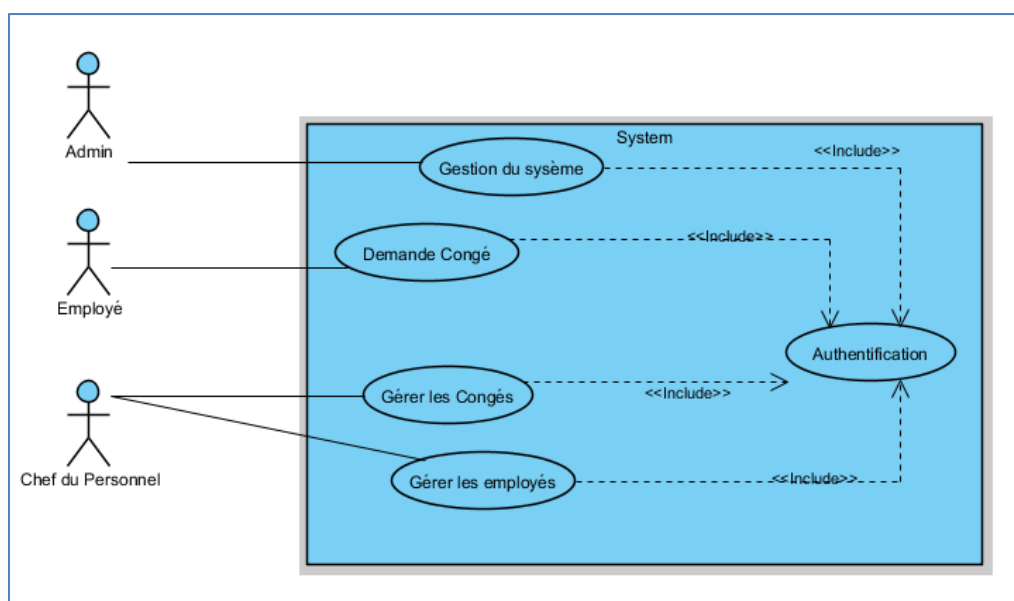 System
<<Include>>
Admin
Gestion du sysème
<<Include>>
Demande Congé
Employé
Authentification
Gérer les Congés
<<Include>>
Chef du Personnel
Gérer les employés
<<Include>>